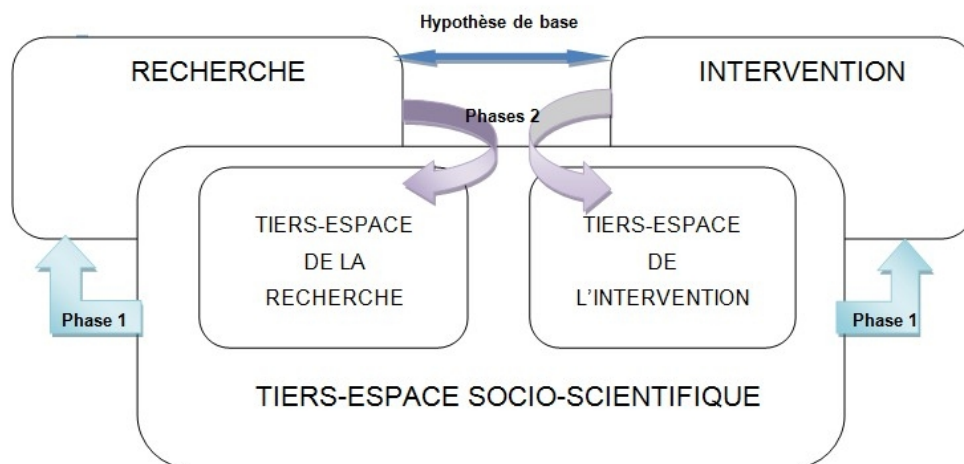 Hypothèse de base
RECHERCHE
INTERVENTION
Phases 2
TIERS-ESPACE
DE LA
RECHERCHE
TIERS-ESPACE
DE
L'INTERVENTION
Phase 1
Phase 1
TIERS-ESPACE SOCIO-SCIENTIFIQUE